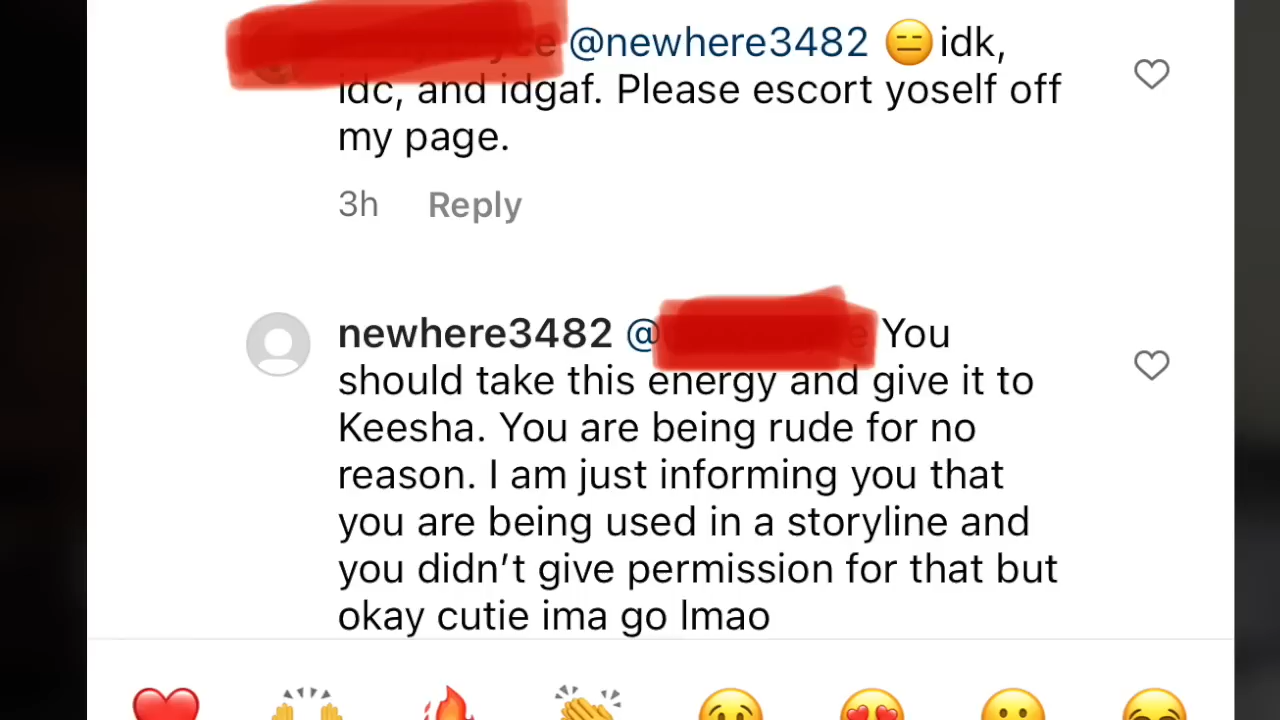 @newhere3482 😑 idk,
idc, and idgaf. Please escort yoself off
my page.
3h Reply
newhere3482 @ You
should take this energy and give it to
Keesha. You are being rude for no
reason. I am just informing you that
you are being used in a storyline and
you didn’t give permission for that but
okay cutie ima go lmao